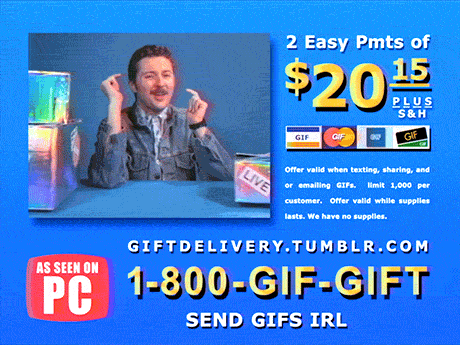 2 Easy Pmts of
$20 15
PLUS
S&H
GIF GIF GIF GIF
Offer valid when texting, sharing, and
or emailing GIFs. limit 1,000 per
customer. Offer valid while supplies
lasts. We have no supplies.
LIVE
GIFTDELIVERY.TUMBLR.COM
AS SEEN ON
PC
1-800-GIF-GIFT
SEND GIFS IRL